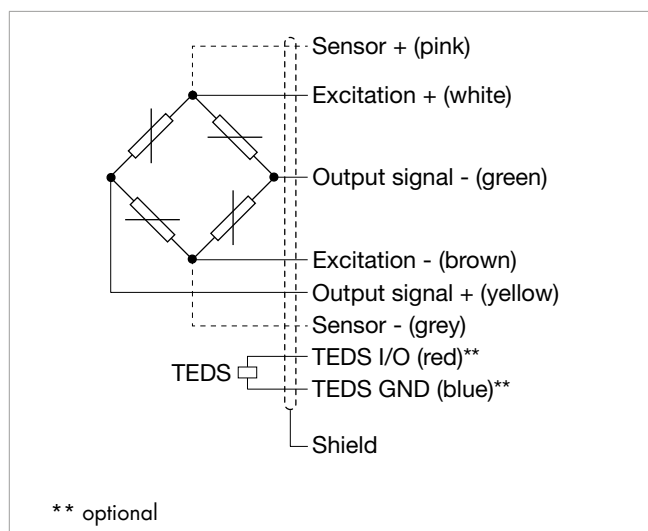 Sensor + (pink)
Excitation + (white)
Output signal - (green)
Excitation - (brown)
Output signal + (yellow)
Sensor - (grey)
TEDS I/O (red)**
TEDS
TEDS GND (blue)**
Shield
** optional